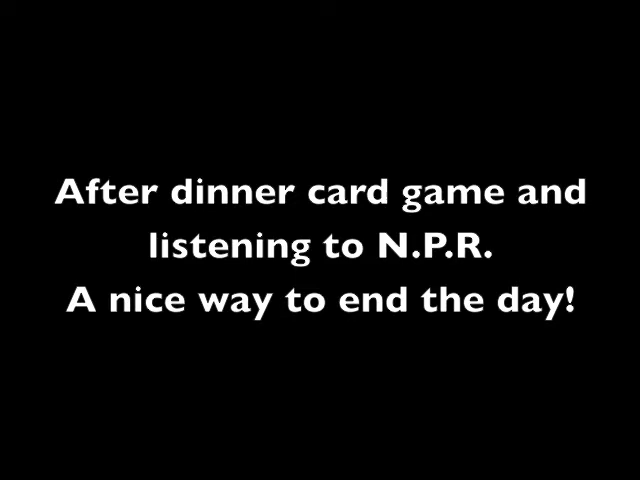 After dinner card game and
listening to N.P.R.
A nice way to end the day!